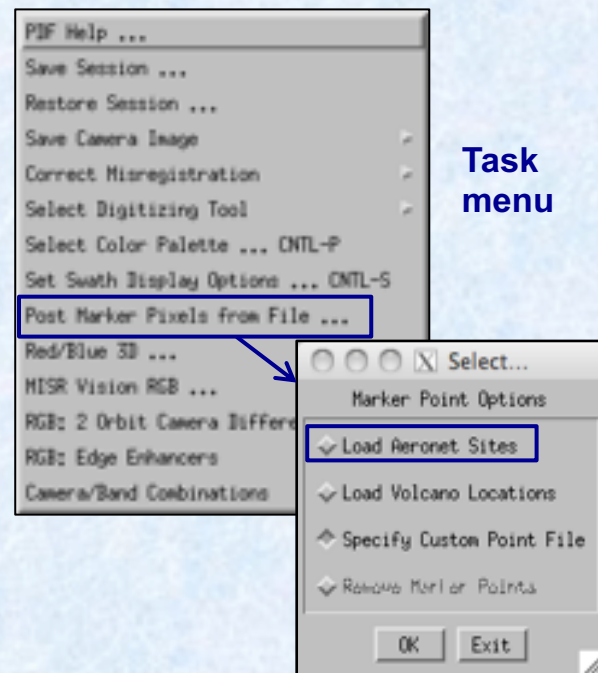 PDF Help ...
Save Session ...
Restore Session ...
Save Camera Image
Correct Misregistration
Select Digitizing Tool
Select Color Palette ... CNTL-P
Set Swath Display Options ... CNTL-S
Post Marker Pixels from File ...
Red/Blue 3D ...
MISR Vision RGB ...
RGB: 2 Orbit Camera Differe
RGB: Edge Enhancers
Camera/Band Combinations
Task
menu
X Select...
Marker Point Options
Load Aeronet Sites
Load Volcano Locations
Specify Custom Point File
Remove Marker Points
OK Exit